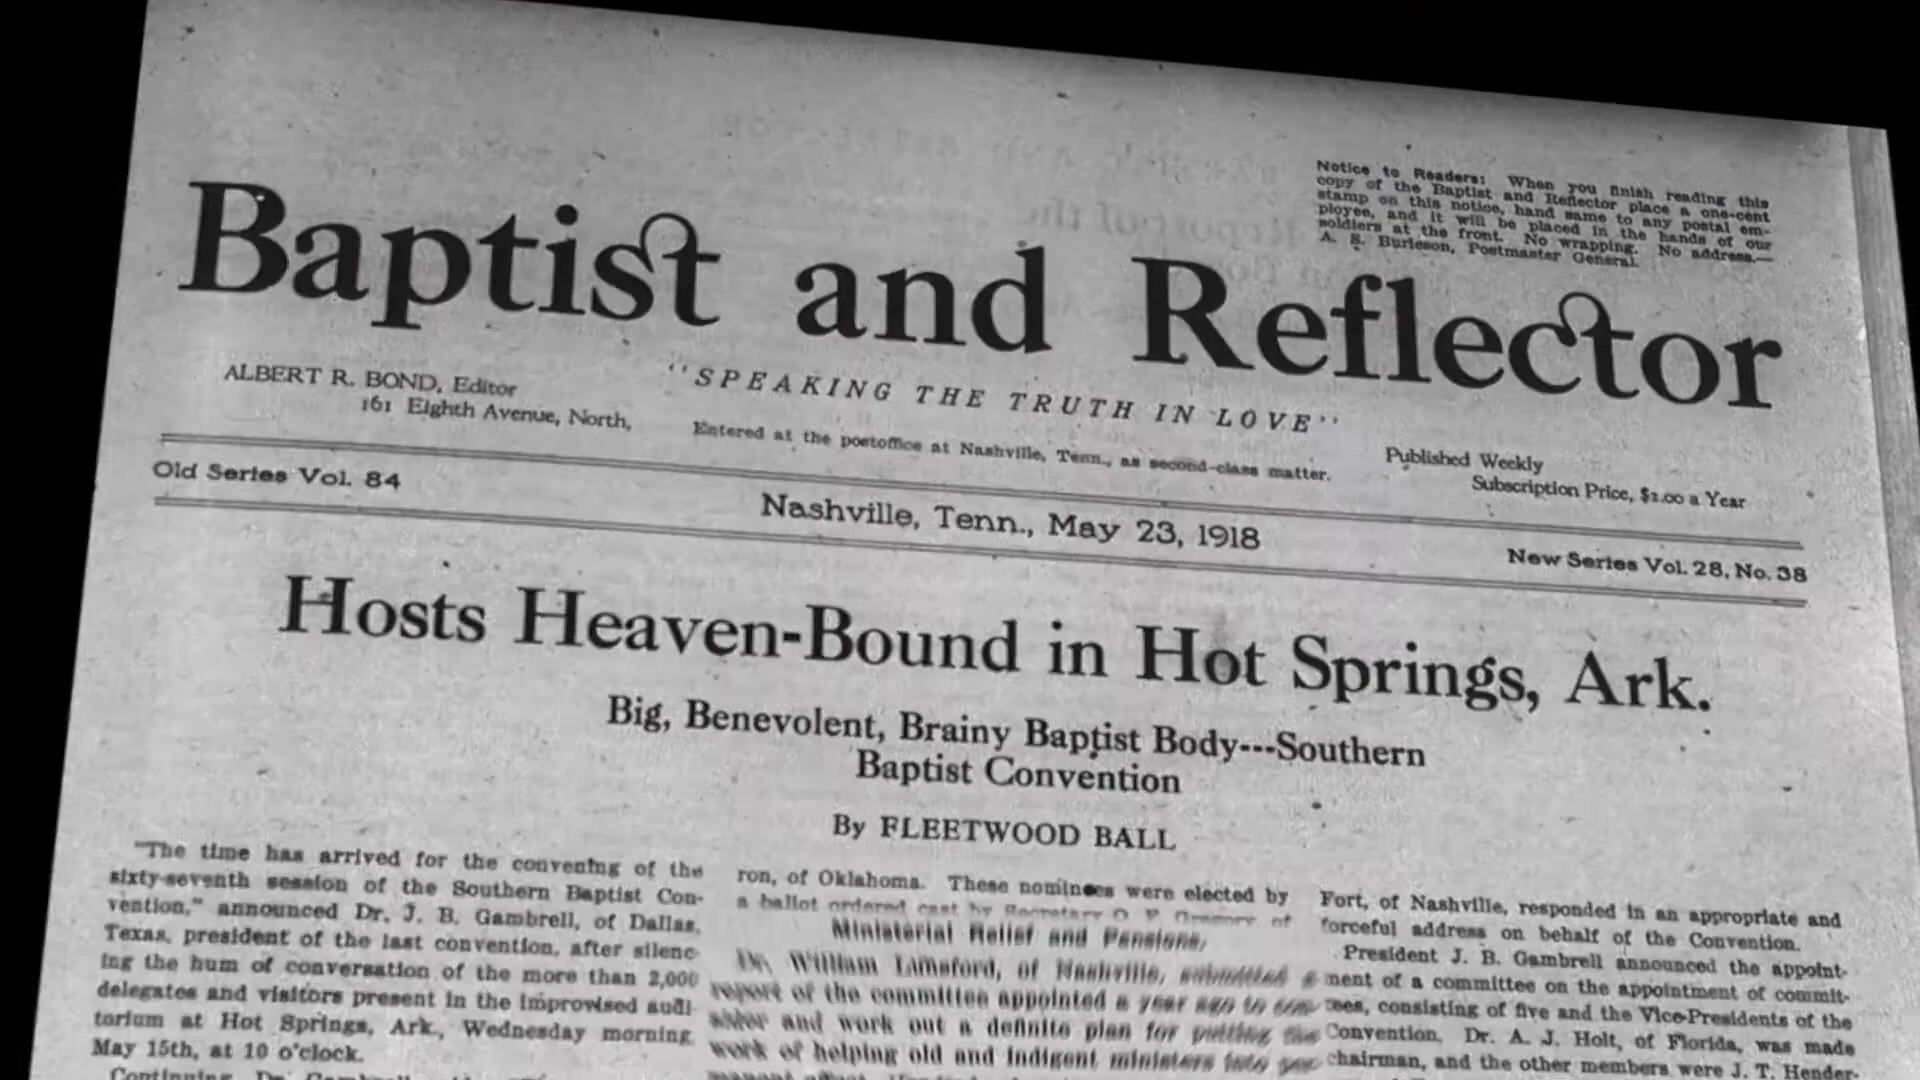 Notice to Readers: When you finish reading this
copy of the Baptist and Reflector place a one-cent
stamp on this notice, hand same to any postal em-
ployee, and it will be placed in the hands of our
soldiers at the front. No wrapping. No address.—
A. S. Burleson, Postmaster General.
Baptist and Reflector
ALBERT R. BOND, Editor
161 Eighth Avenue, North,
"SPEAKING THE TRUTH IN LOVE"
Entered at the postoffice at Nashville, Tenn., as second-class matter.
Published Weekly
Subscription Price, $2.00 a Year
Old Series Vol. 84
Nashville, Tenn., May 23, 1918
New Series Vol. 28, No. 38
Hosts Heaven-Bound in Hot Springs, Ark.
Big, Benevolent, Brainy Baptist Body---Southern
Baptist Convention
By FLEETWOOD BALL
"The time has arrived for the convening of the
sixty-seventh session of the Southern Baptist Con-
vention," announced Dr. J. B. Gambrell, of Dallas,
Texas, president of the last convention, after silenc
ing the hum of conversation of the more than 2,000
delegates and visitors present in the improvised audi-
torium at Hot Springs, Ark., Wednesday morning
May 15th, at 10 o'clock.
ron, of Oklahoma. These nominees were elected by
a ballot ordered cast by Secretary O. F. Gregory of
Ministerial Relief and Pensions,
Dr. William Lunsford, of Nashville, submitted
report of the committee appointed a year ago to
and work out a definite plan for putting the
work of helping old and indigent ministers into
Fort, of Nashville, responded in an appropriate and
forceful address on behalf of the Convention.
President J. B. Gambrell announced the appoint-
ment of a committee on the appointment of commit-
tees, consisting of five and the Vice-Presidents of the
Convention. Dr. A. J. Holt, of Florida, was made
chairman, and the other members were J. T. Hender-